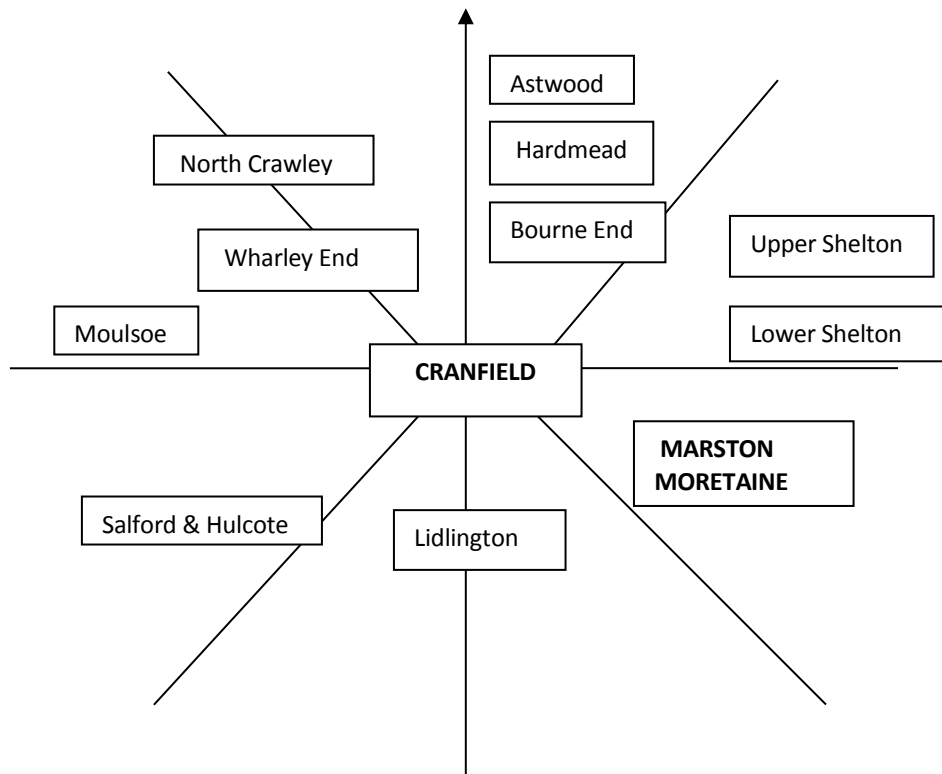 Astwood
Hardmead
North Crawley
Bourne End
Upper Shelton
Wharley End
Moulsoe
Lower Shelton
CRANFIELD
MARSTON
MORETAINE
Salford & Hulcote
Lidlington